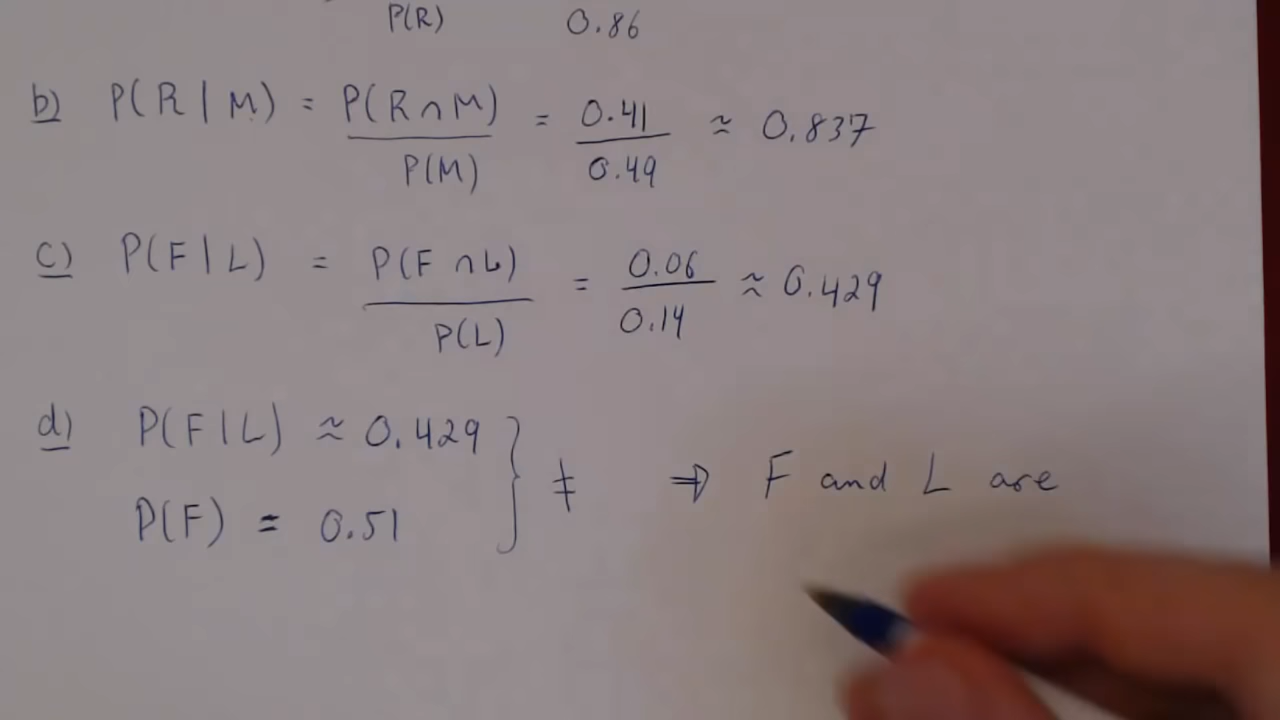 P(R) 0.86
b) P(R | M) = P(R ∩ M) / P(M) = 0.41 / 0.49 ≈ 0.837
c) P(F | L) = P(F ∩ L) / P(L) = 0.06 / 0.14 ≈ 0.429
d) P(F | L) ≈ 0.429
P(F) = 0.51
} ≠ ⇒ F and L are